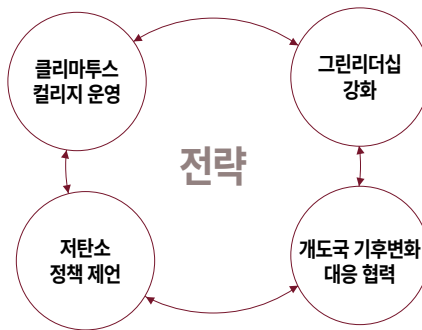 클리마투스
컬리지 운영
그린리더십
강화
전략
저탄소
정책 제언
개도국 기후변화
대응 협력